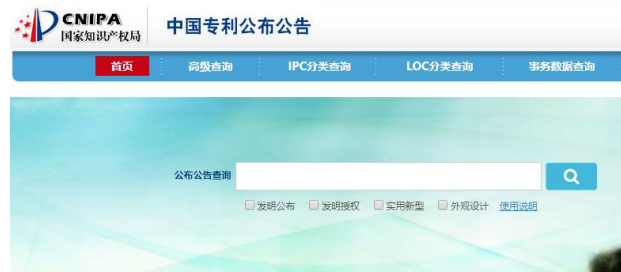 CNIPA 中国专利公布公告
国家知识产权局
首页 高级查询 IPC分类查询 LOC分类查询 事务数据查询
公布公告查询
发明公布 发明授权 实用新型 外观设计 使用说明